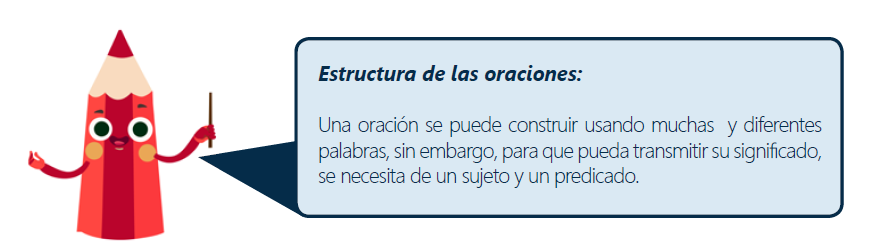 Estructura de las oraciones:
Una oración se puede construir usando muchas y diferentes
palabras, sin embargo, para que pueda transmitir su significado,
se necesita de un sujeto y un predicado.